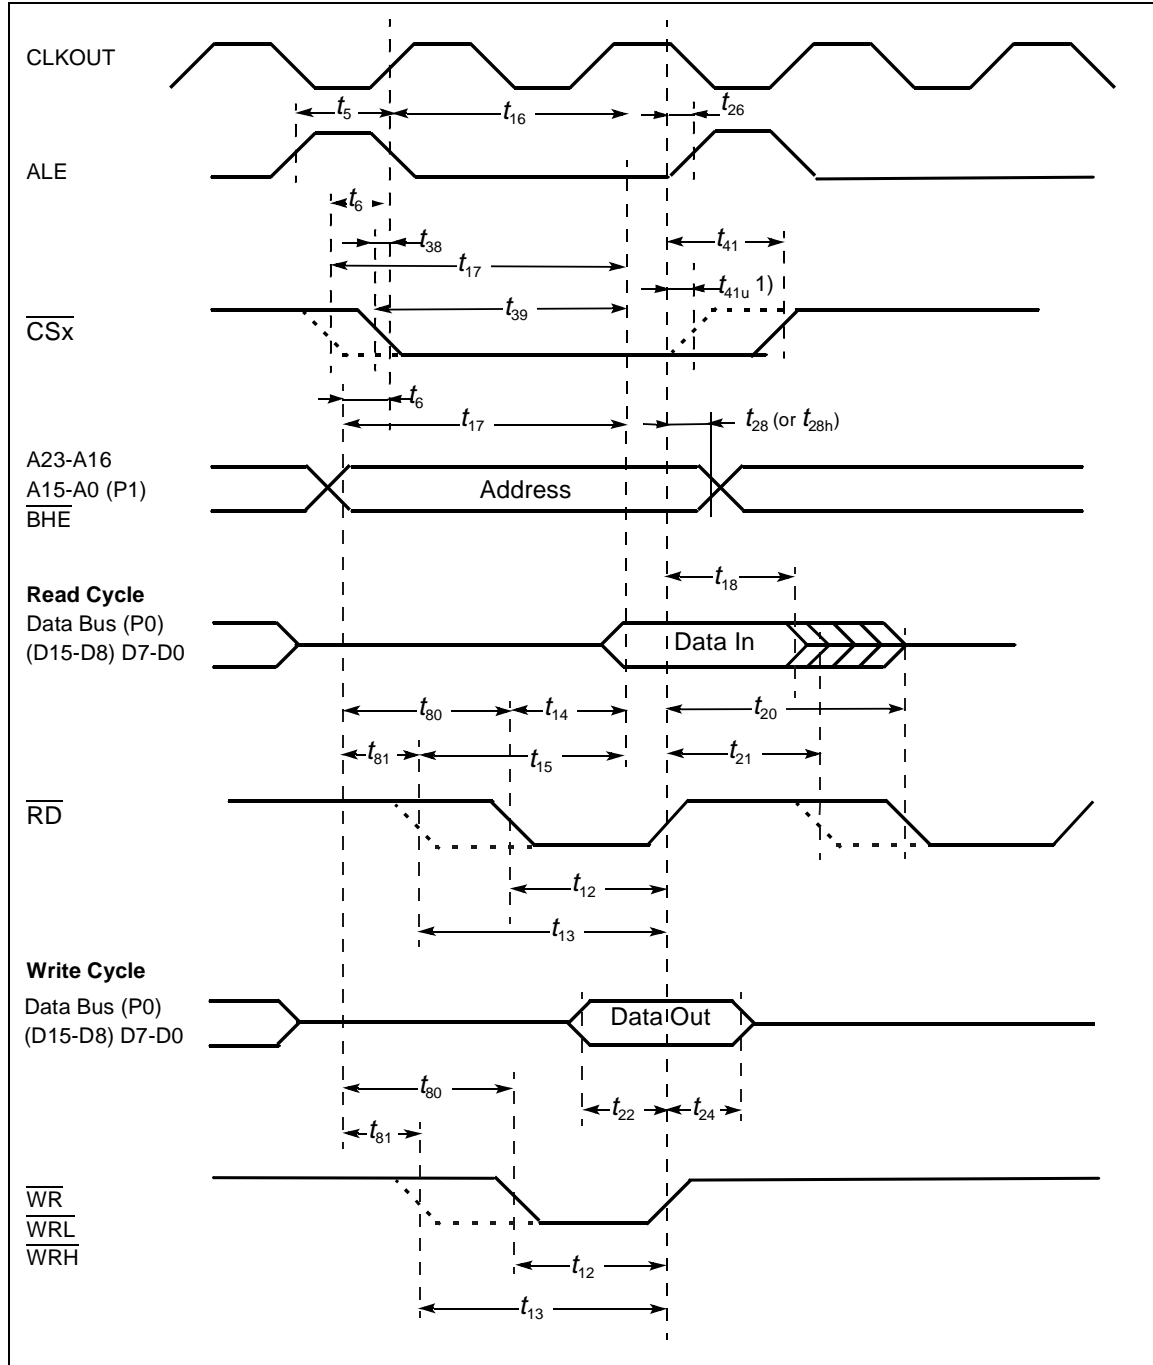 CLKOUT
t5
t16
t26
ALE
t6
t38
t41
t17
t41u 1)
t39
CSx
t6
t17
t28 (or t28h)
A23-A16
A15-A0 (P1)
Address
BHE
t18
Read Cycle
Data Bus (P0)
Data In
(D15-D8) D7-D0
t80
t14
t20
t81
t15
t21
RD
t12
t13
Write Cycle
Data Bus (P0)
Data Out
(D15-D8) D7-D0
t80
t22
t24
t81
WR
WRL
WRH
t12
t13